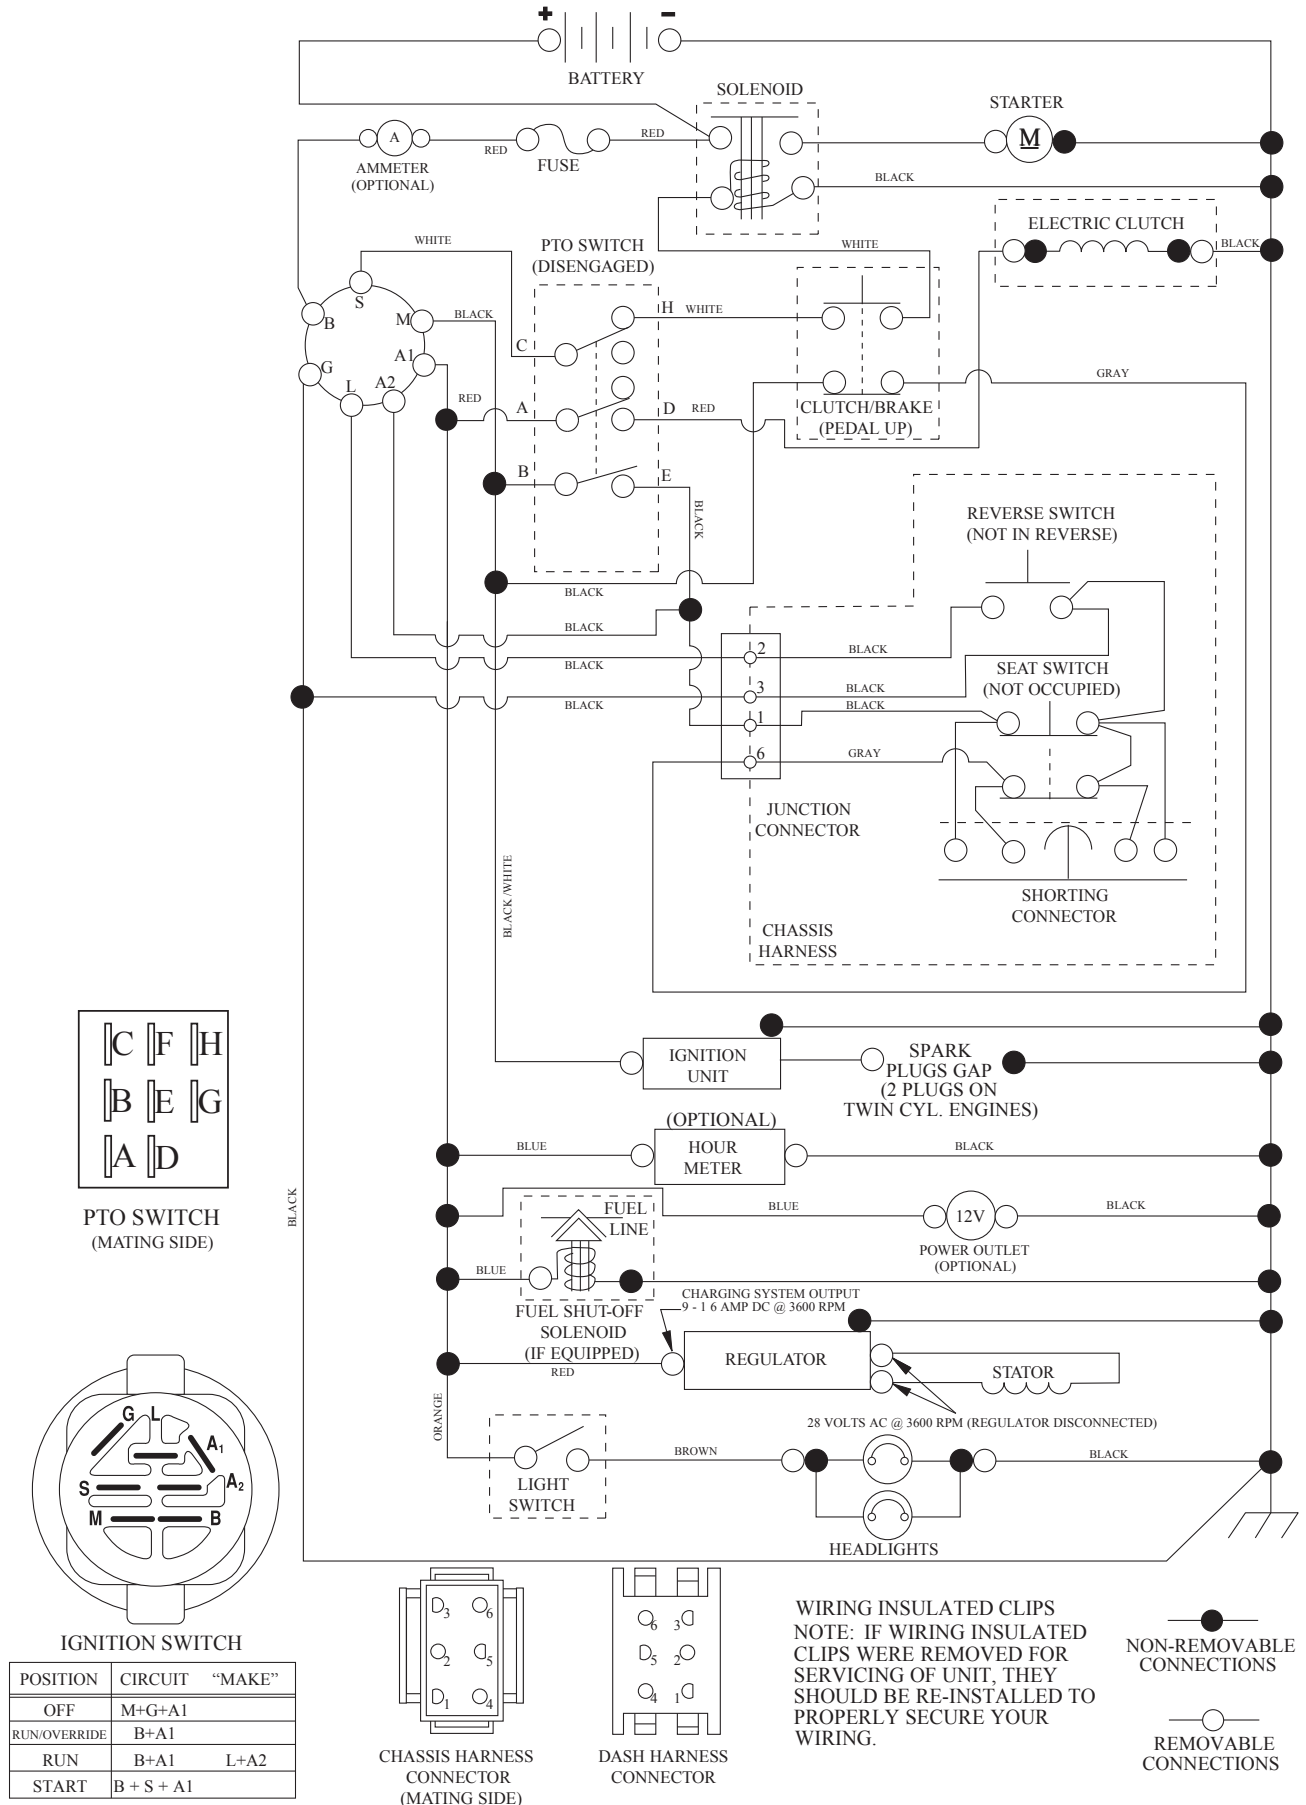 + −
BATTERY
SOLENOID
STARTER
A
M
RED
FUSE
RED
AMMETER
(OPTIONAL)
BLACK
ELECTRIC CLUTCH
WHITE
PTO SWITCH
(DISENGAGED)
WHITE
BLACK
S
B
M
BLACK
H
WHITE
C
A1
G
L
A2
RED
A
D
RED
GRAY
CLUTCH/BRAKE
(PEDAL UP)
B
E
BLACK
REVERSE SWITCH
(NOT IN REVERSE)
BLACK
BLACK
BLACK
2
BLACK
SEAT SWITCH
(NOT OCCUPIED)
3
BLACK
BLACK
1
BLACK
6
GRAY
JUNCTION
CONNECTOR
BLACK /WHITE
SHORTING
CONNECTOR
CHASSIS
HARNESS
C F H
B E G
A D
PTO SWITCH
(MATING SIDE)
BLACK
IGNITION
UNIT
SPARK
PLUGS GAP
(2 PLUGS ON
TWIN CYL. ENGINES)
(OPTIONAL)
BLUE
HOUR
METER
BLACK
BLUE
12V
BLACK
POWER OUTLET
(OPTIONAL)
FUEL
LINE
BLUE
FUEL SHUT-OFF
SOLENOID
(IF EQUIPPED)
CHARGING SYSTEM OUTPUT
9 - 1 6 AMP DC @ 3600 RPM
RED
REGULATOR
STATOR
28 VOLTS AC @ 3600 RPM (REGULATOR DISCONNECTED)
ORANGE
LIGHT
SWITCH
BROWN
BLACK
HEADLIGHTS
G L
A1
S
A2
M B
IGNITION SWITCH
POSITION CIRCUIT “MAKE”
OFF M+G+A1
RUN/OVERRIDE B+A1
RUN B+A1 L+A2
START B + S + A1
3 6
2 5
1 4
CHASSIS HARNESS
CONNECTOR
(MATING SIDE)
6 3
5 2
4 1
DASH HARNESS
CONNECTOR
WIRING INSULATED CLIPS
NOTE: IF WIRING INSULATED
CLIPS WERE REMOVED FOR
SERVICING OF UNIT, THEY
SHOULD BE RE-INSTALLED TO
PROPERLY SECURE YOUR
WIRING.
NON-REMOVABLE
CONNECTIONS
REMOVABLE
CONNECTIONS